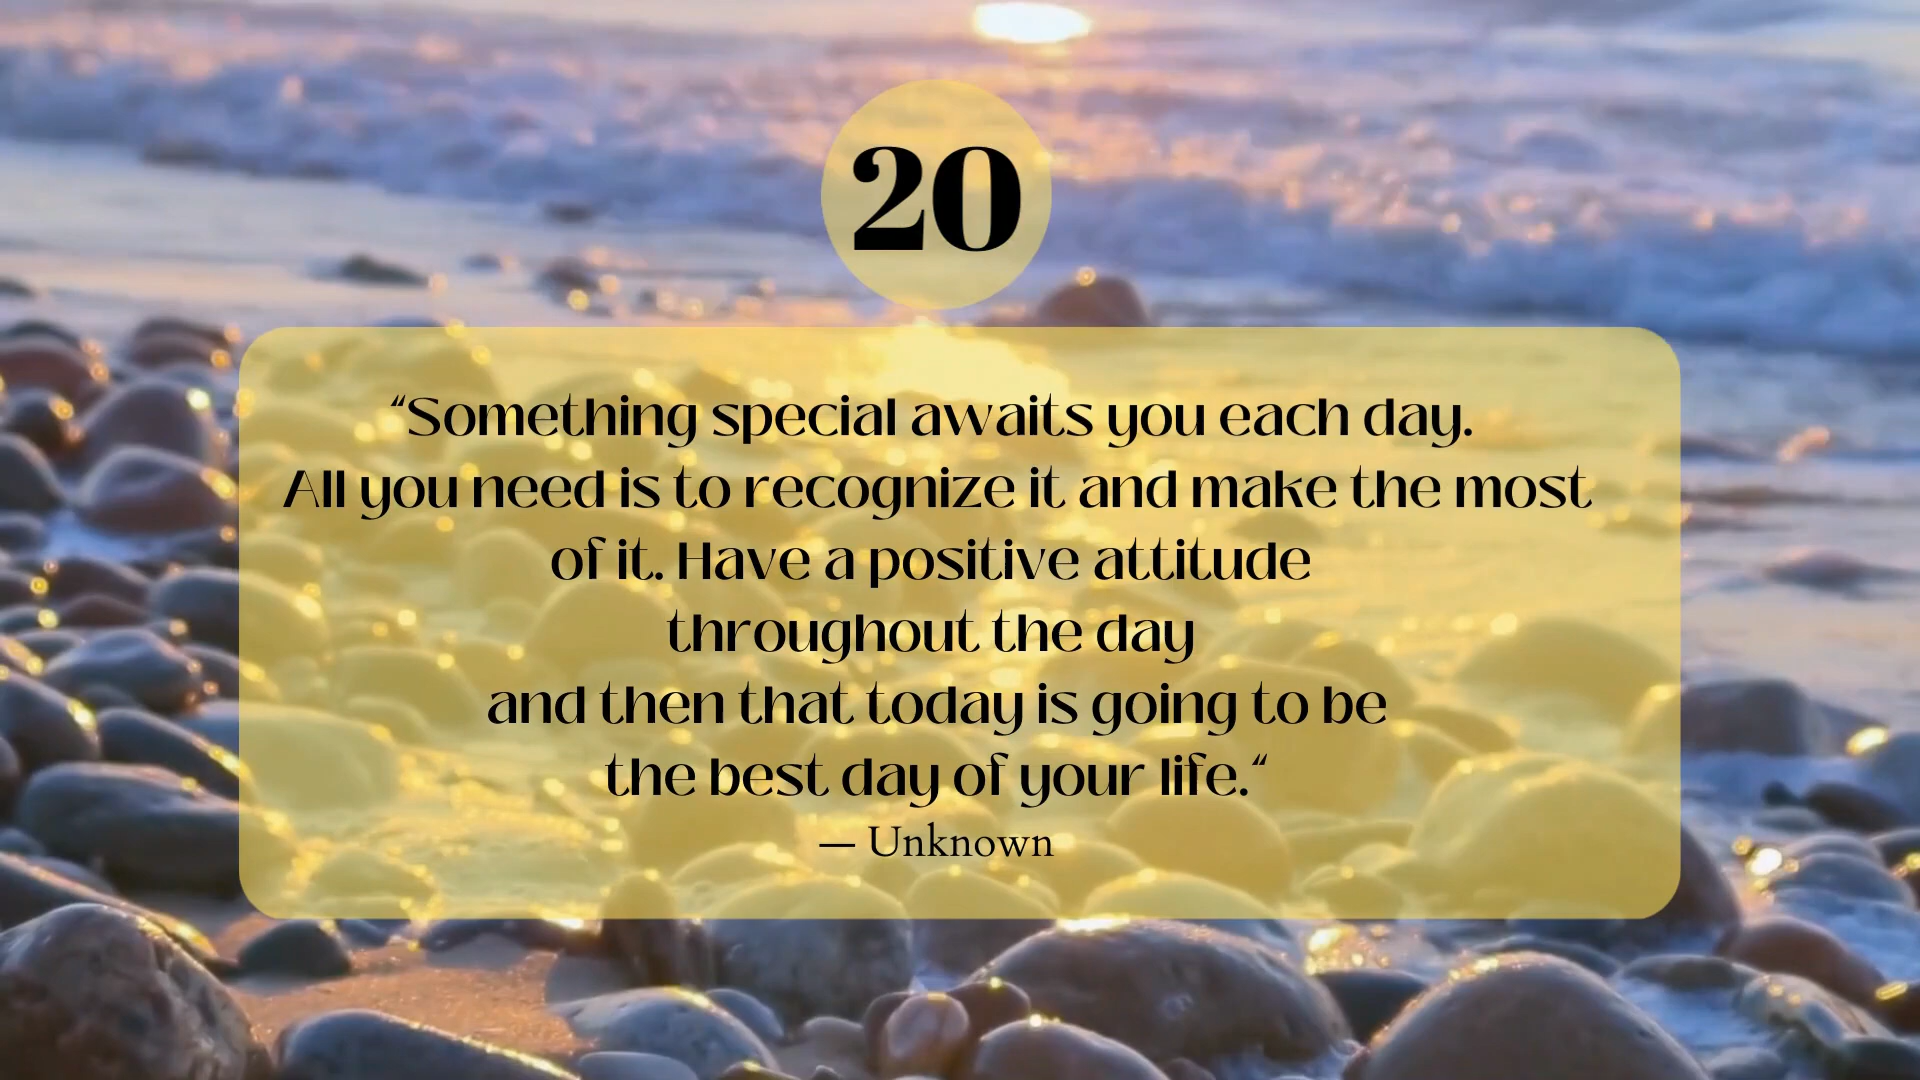 20
“Something special awaits you each day.
All you need is to recognize it and make the most
of it. Have a positive attitude
throughout the day
and then that today is going to be
the best day of your life.“
— Unknown